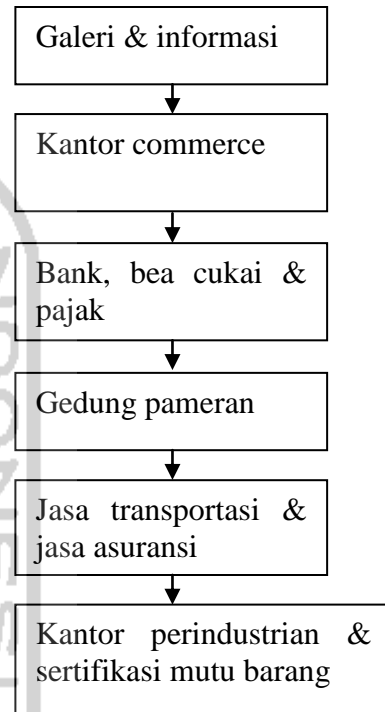 Galeri & informasi
Kantor commerce
Bank, bea cukai &
pajak
Gedung pameran
Jasa transportasi &
jasa asuransi
Kantor perindustrian &
sertifikasi mutu barang